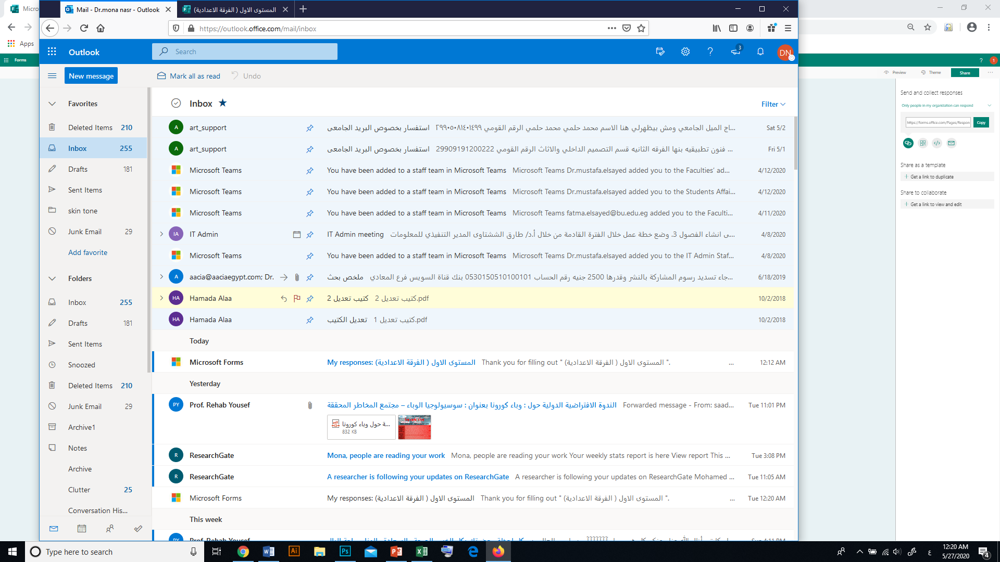 Micro
Mail - Dr.mona nasr - Outlook
المستوى الاول ( الفرقة الاعدادية)
https://outlook.office.com/mail/inbox
Apps
Forms
Outlook
Search
3
DN
?
1
New message
Mark all as read
Undo
Preview
Theme
Share
Favorites
Deleted Items 210
Inbox 255
Drafts 181
Sent Items
skin tone
Junk Email 29
Add favorite
Folders
Inbox 255
Drafts 181
Sent Items
Snoozed
Deleted Items 210
Junk Email 29
Archive1
Notes
Archive
Clutter 25
Conversation His...
Inbox
Filter
A art_support استفسار بخصوص البريد الجامعى اج الميل الجامعي ومش بيظهرلي هنا الاسم محمد حلمي محمد حلمي الرقم القومي ٢٩٩٠٥٠٨١٤٠١٤٩٩... Sat 5/2
A art_support استفسار بخصوص البريد الجامعى فنون تطبيقيه بنها الفرقه الثانيه قسم التصميم الداخلي والاثاث الرقم القومي 29909191200222 ... Fri 5/1
Microsoft Teams You have been added to a staff team in Microsoft Teams Microsoft Teams Dr.mustafa.elsayed added you to the Faculties' ad... 4/12/2020
Microsoft Teams You have been added to a staff team in Microsoft Teams Microsoft Teams Dr.mustafa.elsayed added you to the Students Affai... 4/12/2020
Microsoft Teams You have been added to a staff team in Microsoft Teams Microsoft Teams fatma.elsayed@bu.edu.eg added you to the Faculti... 4/11/2020
IA IT Admin IT Admin meeting ى انشاء الفصول 3. وضع خطة عمل خلال الفترة القادمة من خلال أ.د/ طارق الششتاوى المدير التنفيذي للمعلومات... 4/8/2020
Microsoft Teams You have been added to a staff team in Microsoft Teams Microsoft Teams Dr.mustafa.elsayed added you to the IT Admin Staf... 4/8/2020
A aacia@aaciaegypt.com; Dr. ملخص بحث جاء تسديد رسوم المشاركة بالنشر وقدرها 2500 جنيه رقم الحساب 0530150510100101 بنك قناة السويس فرع المعادي... 6/18/2019
HA Hamada Alaa كتيب تعديل 2 كتيب تعديل 2.pdf 10/2/2018
HA Hamada Alaa تعديل الكتيب كتيب تعديل 1.pdf 10/2/2018
Today
Microsoft Forms My responses: (المستوى الاول ( الفرقة الاعدادية Thank you for filling out " (المستوى الاول ( الفرقة الاعدادية ". ... 12:12 AM
Yesterday
PY Prof. Rehab Yousef الندوة الافتراضية الدولية حول : وباء كورونا بعنوان : سوسيولوجيا الوباء – مجتمع المخاطر المحققة Forwarded message - From: saad... Tue 11:01 PM
pdf ة حول وباء كورونا...
832 KB
R ResearchGate Mona, people are reading your work Mona, people are reading your work Your weekly stats report is here View report This ... Tue 3:08 PM
R ResearchGate A researcher is following your updates on ResearchGate A researcher is following your updates on ResearchGate Mohamed ... Tue 11:05 AM
Microsoft Forms My responses: (المستوى الاول ( الفرقة الاعدادية Thank you for filling out " (المستوى الاول ( الفرقة الاعدادية ". ... Tue 12:20 AM
This week
Send and collect responses
Only people in my organization can respond
https://forms.office.com/Pages/Respon
Copy
Share as a template
Get a link to duplicate
Share to collaborate
Get a link to view and edit
Type here to search
ع
12:20 AM
5/27/2020
4